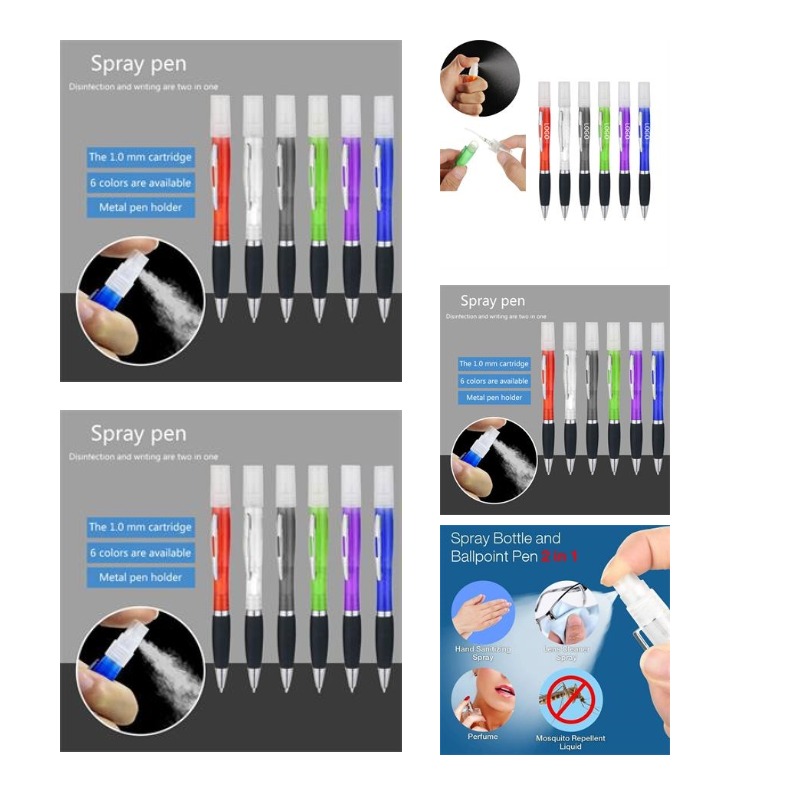 Spray pen
Disinfection and writing are two in one
The 1.0 mm cartridge
6 colors are available
Metal pen holder
LOGO
LOGO
LOGO
LOGO
LOGO
Spray pen
Disinfection and writing are two in one
The 1.0 mm cartridge
6 colors are available
Metal pen holder
Spray pen
Disinfection and writing are two in one
The 1.0 mm cartridge
6 colors are available
Metal pen holder
Spray Bottle and
Ballpoint Pen 2 in 1
Hand Sanitizing
Spray
Lens Cleaner
Spray
Perfume
Mosquito Repellent
Liquid